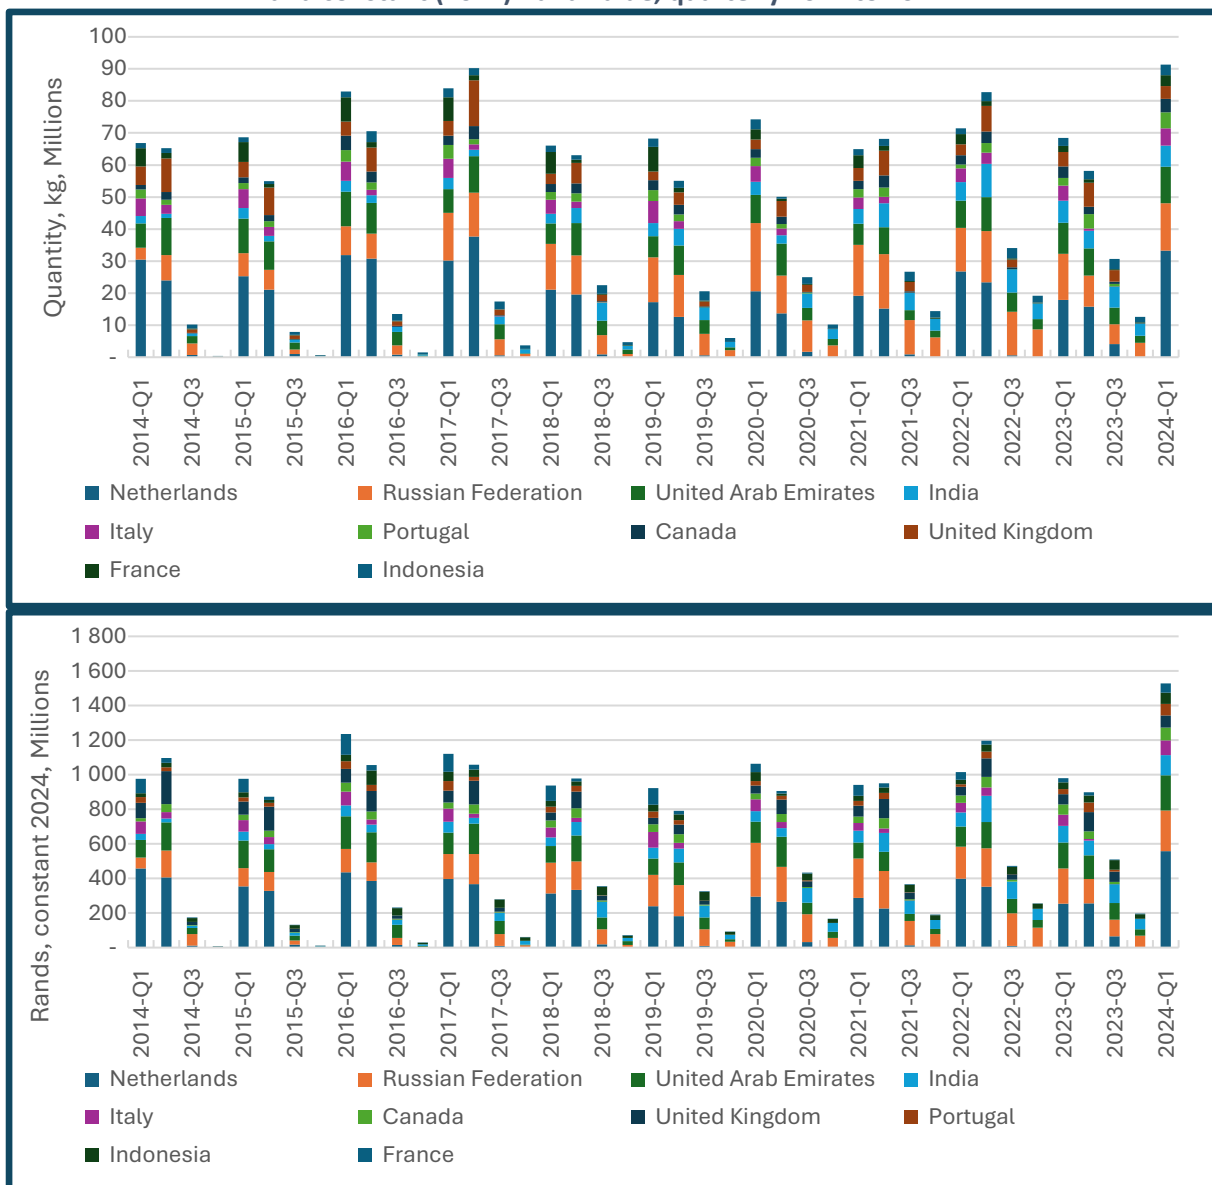 100
90
80
70
60
50
40
30
20
10
-
Quantity, kg, Millions
2014-Q1
2014-Q3
2015-Q1
2015-Q3
2016-Q1
2016-Q3
2017-Q1
2017-Q3
2018-Q1
2018-Q3
2019-Q1
2019-Q3
2020-Q1
2020-Q3
2021-Q1
2021-Q3
2022-Q1
2022-Q3
2023-Q1
2023-Q3
2024-Q1
Netherlands Russian Federation United Arab Emirates India
Italy Portugal Canada United Kingdom
France Indonesia
1 800
1 600
1 400
1 200
1 000
800
600
400
200
-
Rands, constant 2024, Millions
2014-Q1
2014-Q3
2015-Q1
2015-Q3
2016-Q1
2016-Q3
2017-Q1
2017-Q3
2018-Q1
2018-Q3
2019-Q1
2019-Q3
2020-Q1
2020-Q3
2021-Q1
2021-Q3
2022-Q1
2022-Q3
2023-Q1
2023-Q3
2024-Q1
Netherlands Russian Federation United Arab Emirates India
Italy Canada United Kingdom Portugal
Indonesia France